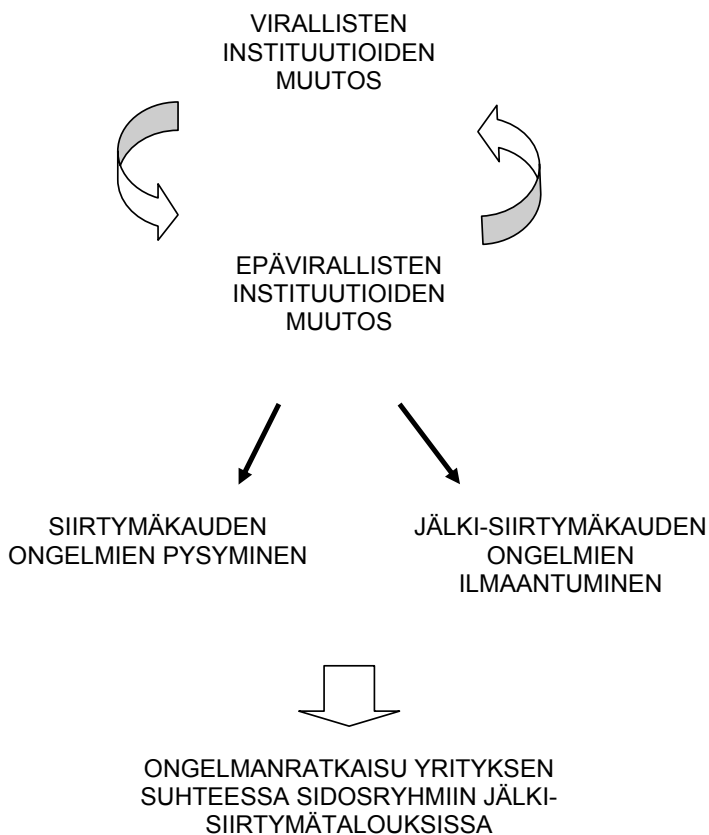 VIRALLISTEN
INSTITUUTIOIDEN
MUUTOS
EPÄVIRALLISTEN
INSTITUUTIOIDEN
MUUTOS
SIIRTYMÄKAUDEN
ONGELMIEN PYSYMINEN
JÄLKI-SIIRTYMÄKAUDEN
ONGELMIEN
ILMAANTUMINEN
ONGELMANRATKAISU YRITYKSEN
SUHTEESSA SIDOSRYHMIIN JÄLKI-
SIIRTYMÄTALOUKSISSA